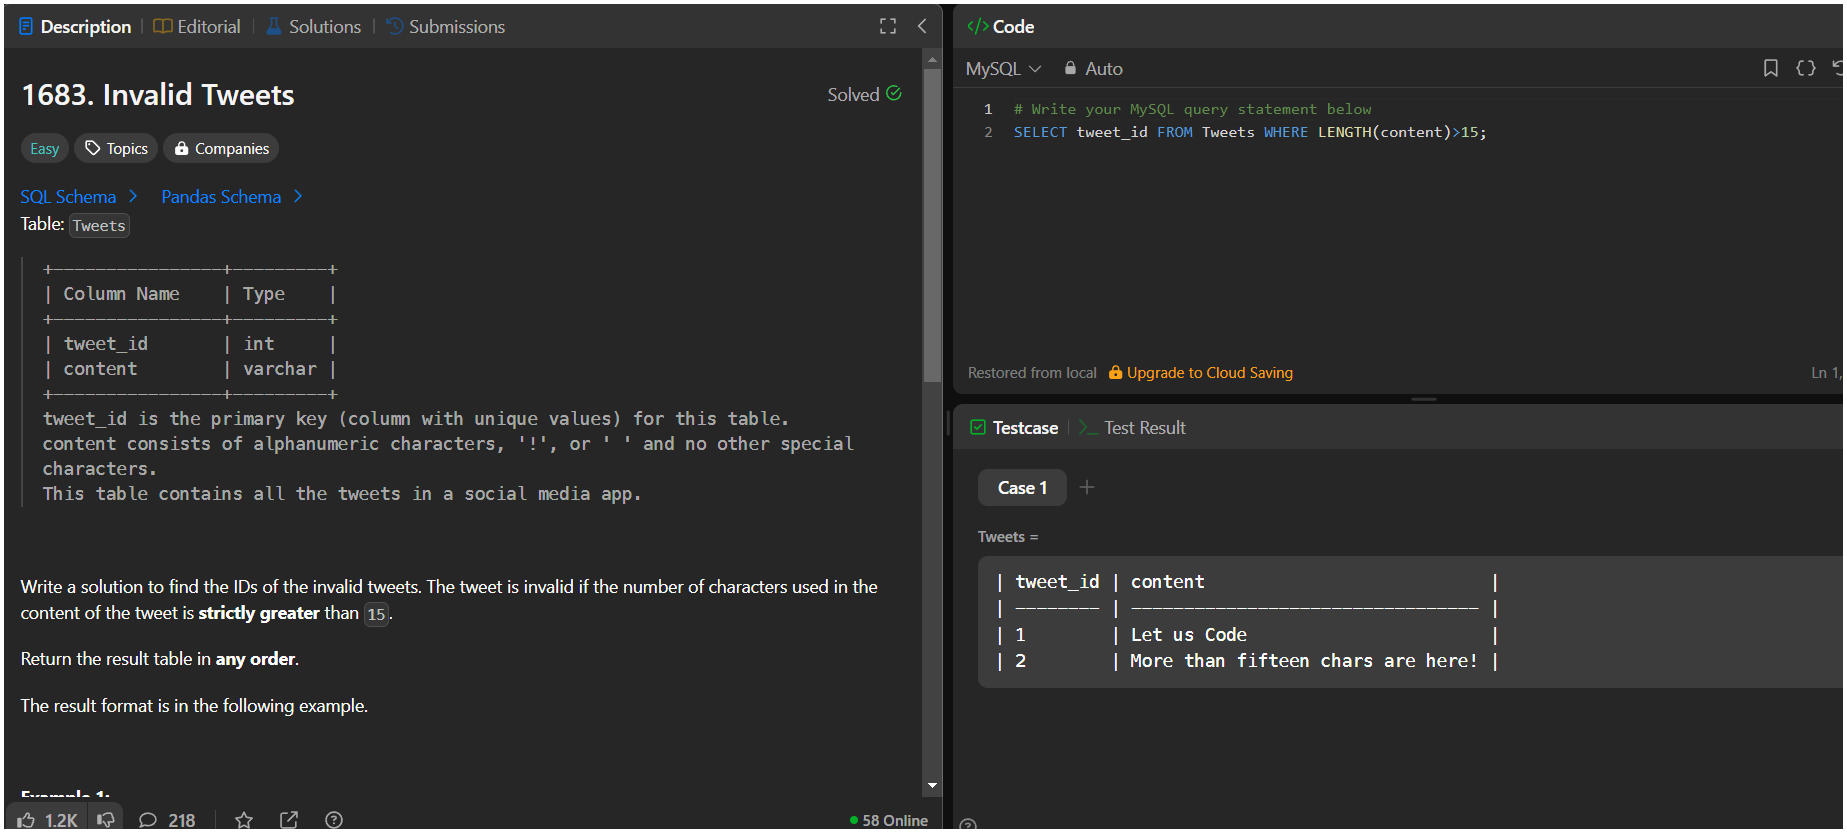 Description | Editorial | Solutions | Submissions
1683. Invalid Tweets
Solved
Easy Topics Companies
SQL Schema > Pandas Schema >
Table: Tweets
+----------------+---------+
| Column Name    | Type    |
+----------------+---------+
| tweet_id       | int     |
| content        | varchar |
+----------------+---------+
tweet_id is the primary key (column with unique values) for this table.
content consists of alphanumeric characters, '!', or ' ' and no other special
characters.
This table contains all the tweets in a social media app.
Write a solution to find the IDs of the invalid tweets. The tweet is invalid if the number of characters used in the
content of the tweet is strictly greater than 15.
Return the result table in any order.
The result format is in the following example.
Example 1:
1.2K 218
58 Online
</> Code
MySQL Auto
1 # Write your MySQL query statement below
2 SELECT tweet_id FROM Tweets WHERE LENGTH(content)>15;
Restored from local Upgrade to Cloud Saving
Ln 1,
Testcase | >_ Test Result
Case 1 +
Tweets =
| tweet_id | content                           |
| -------- | --------------------------------- |
| 1        | Let us Code                       |
| 2        | More than fifteen chars are here! |